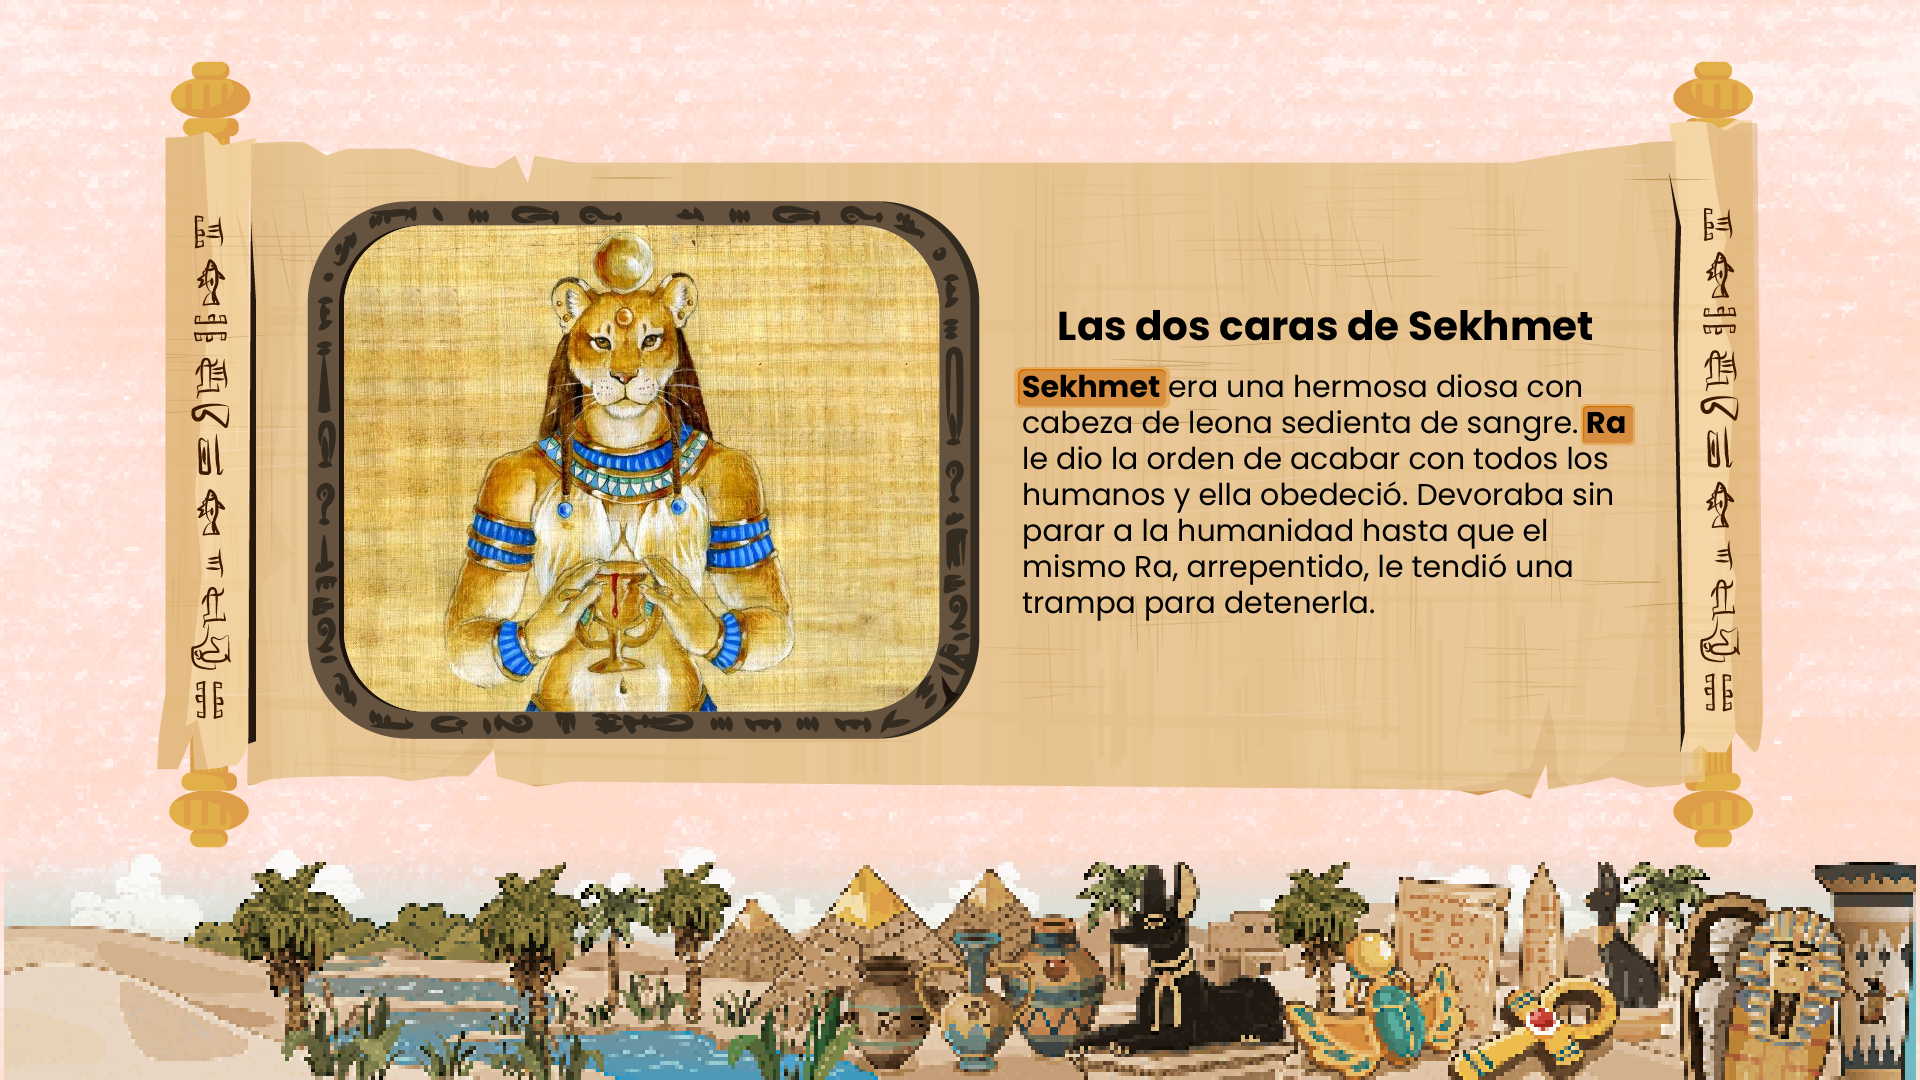 Las dos caras de Sekhmet
Sekhmet era una hermosa diosa con
cabeza de leona sedienta de sangre. Ra
le dio la orden de acabar con todos los
humanos y ella obedeció. Devoraba sin
parar a la humanidad hasta que el
mismo Ra, arrepentido, le tendió una
trampa para detenerla.